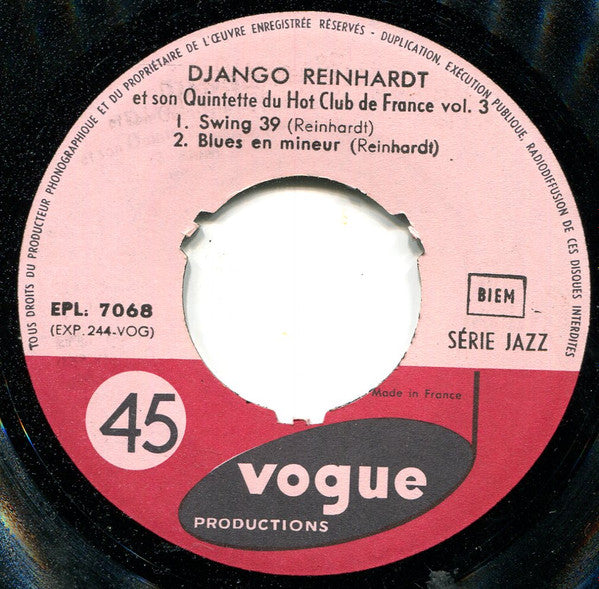 TOUS DROITS DU PRODUCTEUR PHONOGRAPHIQUE ET DU PROPRIÉTAIRE DE L'ŒUVRE ENREGISTRÉE RÉSERVÉS - DUPLICATION, EXÉCUTION PUBLIQUE, RADIODIFFUSION DE CES DISQUES INTERDITES
DJANGO REINHARDT
et son Quintette du Hot Club de France vol. 3
1. Swing 39 (Reinhardt)
2. Blues en mineur (Reinhardt)
EPL. 7068
(EXP. 244-VOG)
BIEM
SÉRIE JAZZ
Made in France
45
vogue
PRODUCTIONS